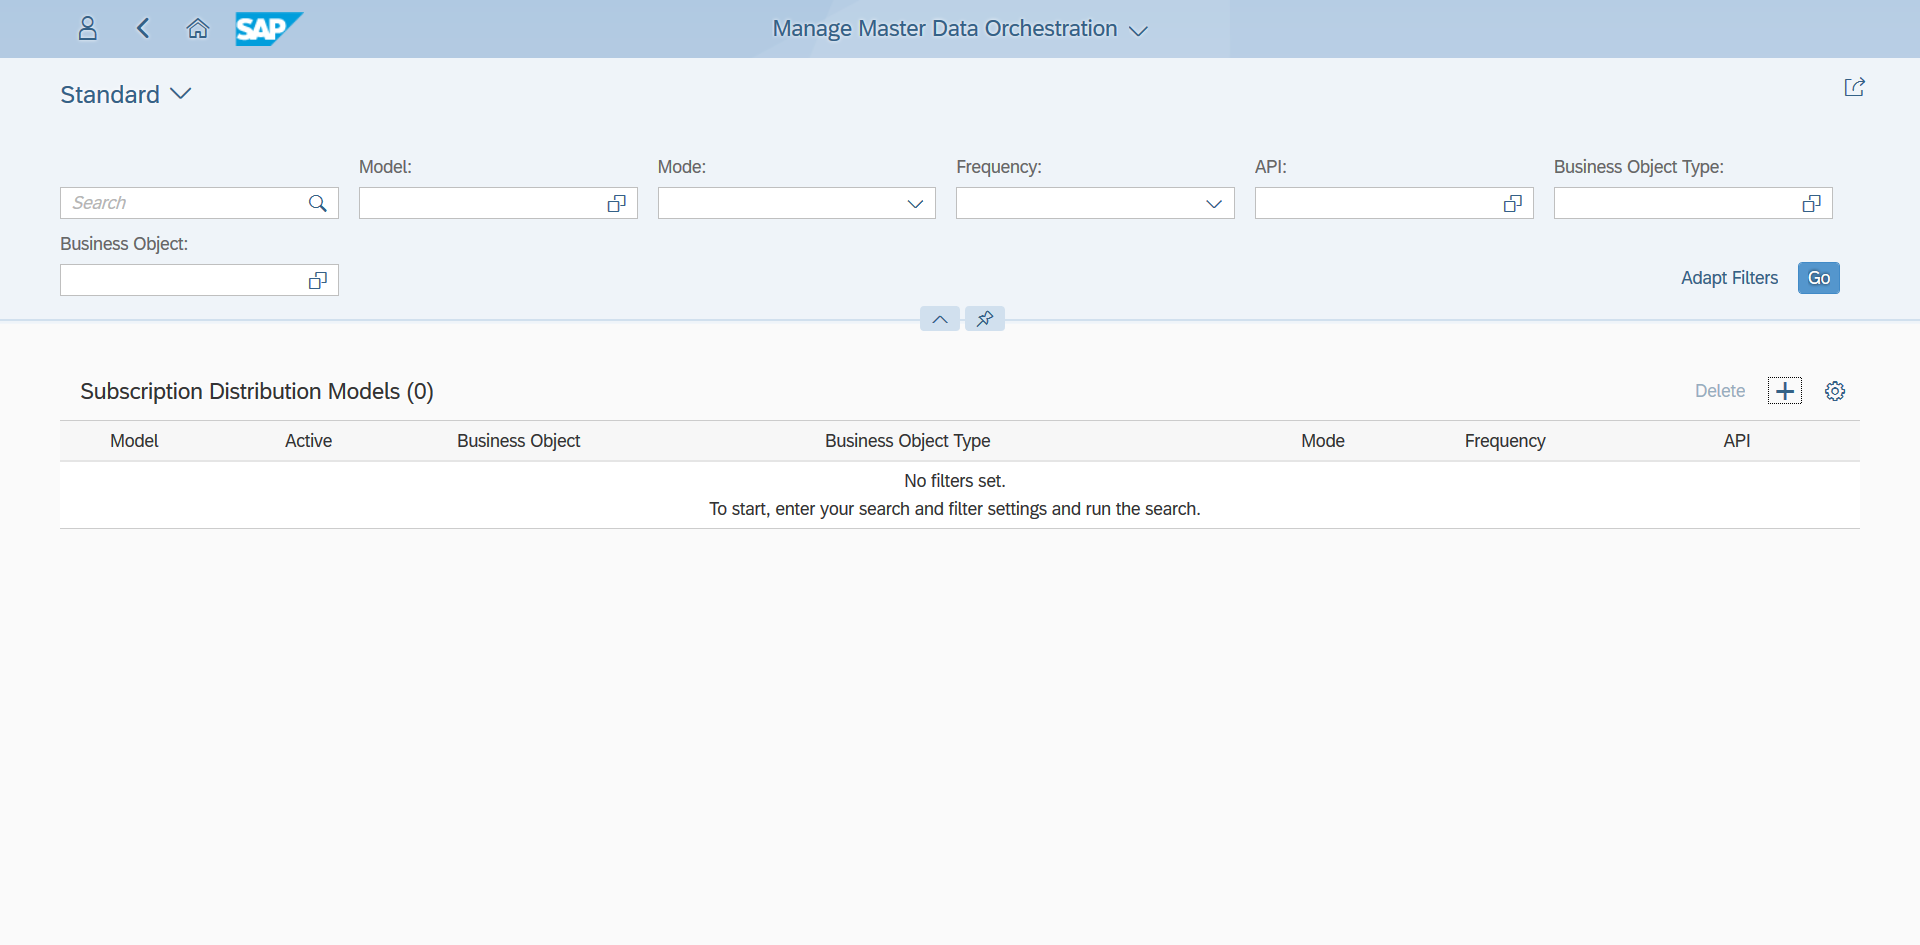 SAP
Manage Master Data Orchestration
Standard
Model:
Mode:
Frequency:
API:
Business Object Type:
Search
Business Object:
Adapt Filters
Go
Subscription Distribution Models (0)
Delete
Model
Active
Business Object
Business Object Type
Mode
Frequency
API
No filters set.
To start, enter your search and filter settings and run the search.